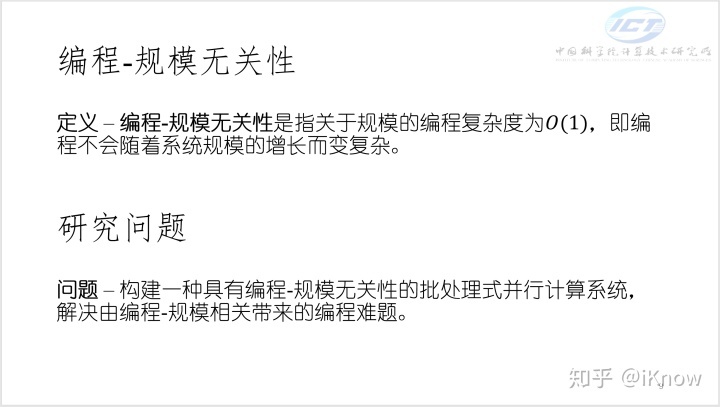 ICT
中国科学院计算技术研究所
编程-规模无关性
定义 – 编程-规模无关性是指关于规模的编程复杂度为O(1)，即编
程不会随着系统规模的增长而变复杂。
研究问题
问题 – 构建一种具有编程-规模无关性的批处理式并行计算系统，
解决由编程-规模相关带来的编程难题。
知乎 @iKnow